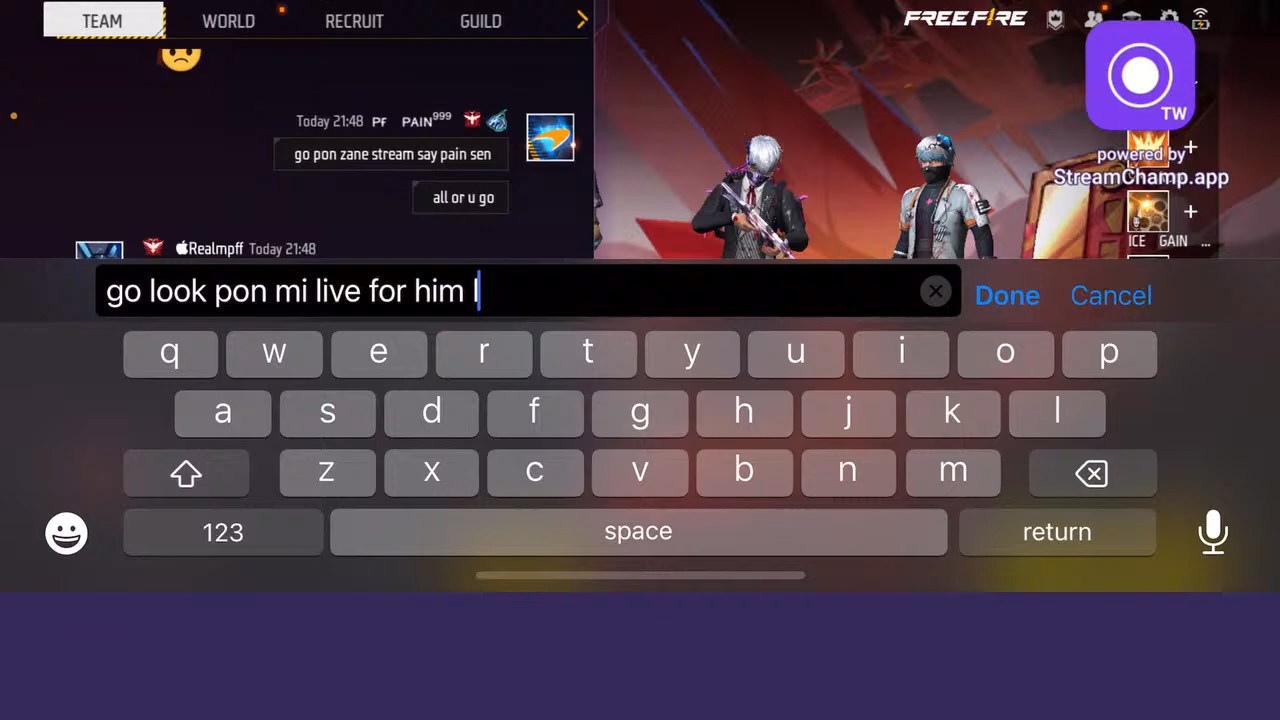 TEAM WORLD RECRUIT GUILD
FREE FIRE
TW
powered by
StreamChamp.app
Today 21:48 PF PAIN999
go pon zane stream say pain sen
all or u go
Realmpff Today 21:48
ICE GAIN ...
go look pon mi live for him l
Done Cancel
q w e r t y u i o p
a s d f g h j k l
z x c v b n m
123 space return